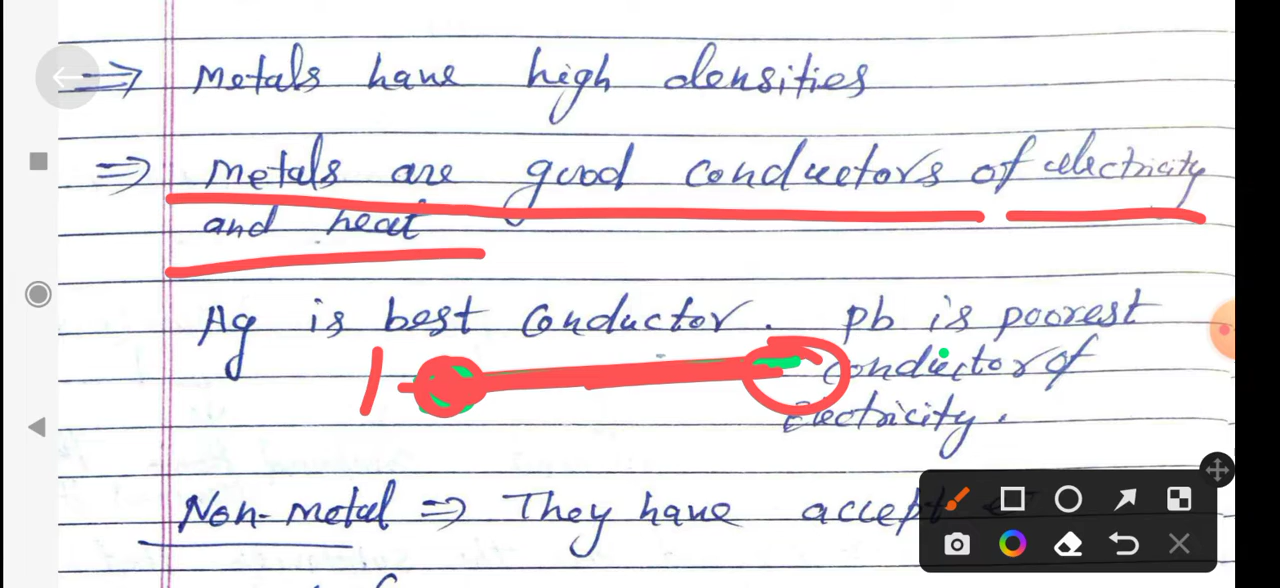 ⇒ Metals have high densities
⇒ Metals are good conductors of electricity
and heat
Ag is best conductor. Pb is poorest
conductor of
electricity.
Non-metal ⇒ They have accept